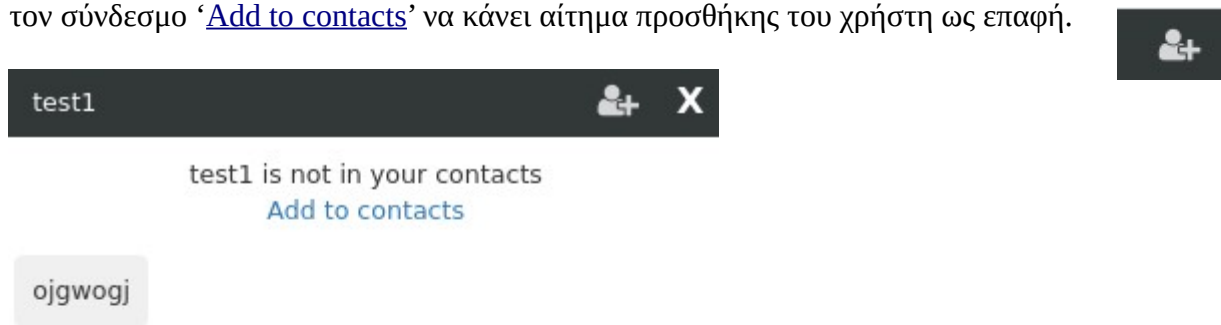 τον σύνδεσμο ‘Add to contacts’ να κάνει αίτημα προσθήκης του χρήστη ως επαφή.
test1 X
test1 is not in your contacts
Add to contacts
ojgwogj